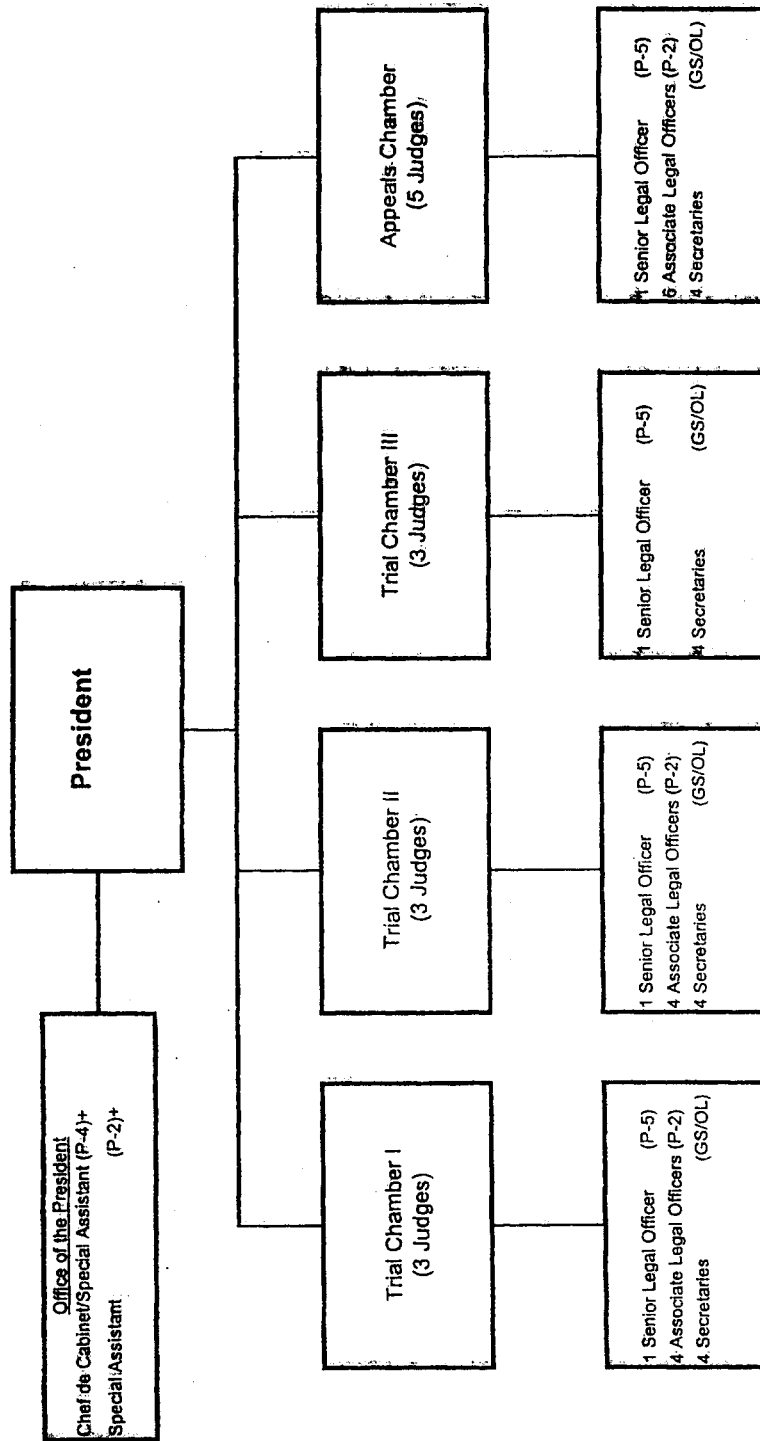 Office of the President
Chef de Cabinet/Special Assistant (P-4)+
Special Assistant (P-2)+
President
Trial Chamber I
(3 Judges)
Trial Chamber II
(3 Judges)
Trial Chamber III
(3 Judges)
Appeals Chamber
(5 Judges)
1 Senior Legal Officer (P-5)
4 Associate Legal Officers (P-2)
4 Secretaries (GS/OL)
1 Senior Legal Officer (P-5)
4 Associate Legal Officers (P-2)
4 Secretaries (GS/OL)
1 Senior Legal Officer (P-5)
4 Secretaries (GS/OL)
1 Senior Legal Officer (P-5)
6 Associate Legal Officers (P-2)
4 Secretaries (GS/OL)